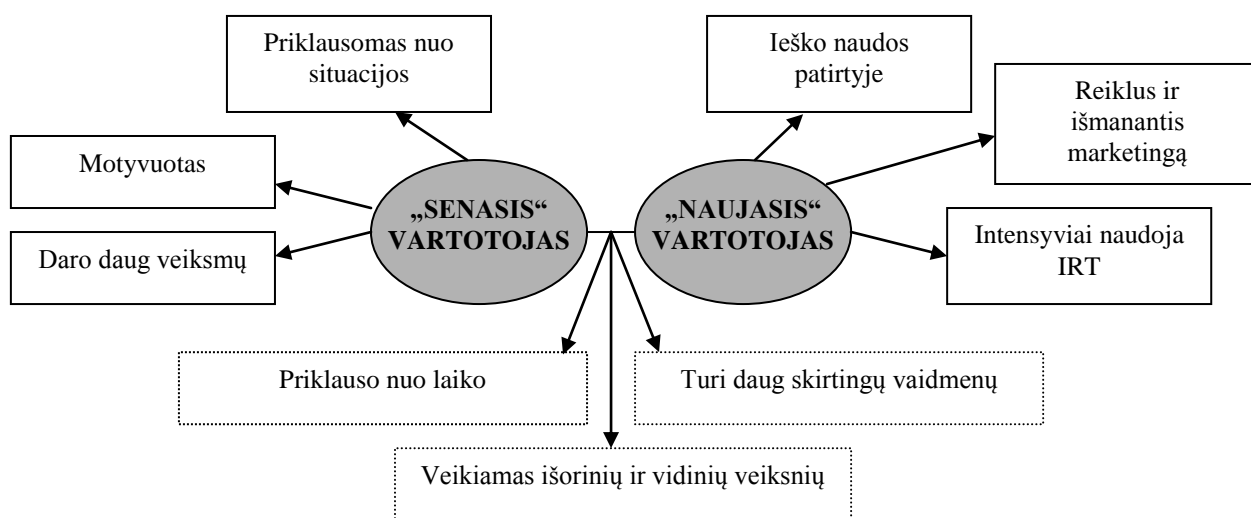 Priklausomas nuo
situacijos
Ieško naudos
patirtyje
Reiklus ir
išmanantis
marketingą
Motyvuotas
„SENASIS“
VARTOTOJAS
„NAUJASIS“
VARTOTOJAS
Daro daug veiksmų
Intensyviai naudoja
IRT
Priklauso nuo laiko
Turi daug skirtingų vaidmenų
Veikiamas išorinių ir vidinių veiksnių